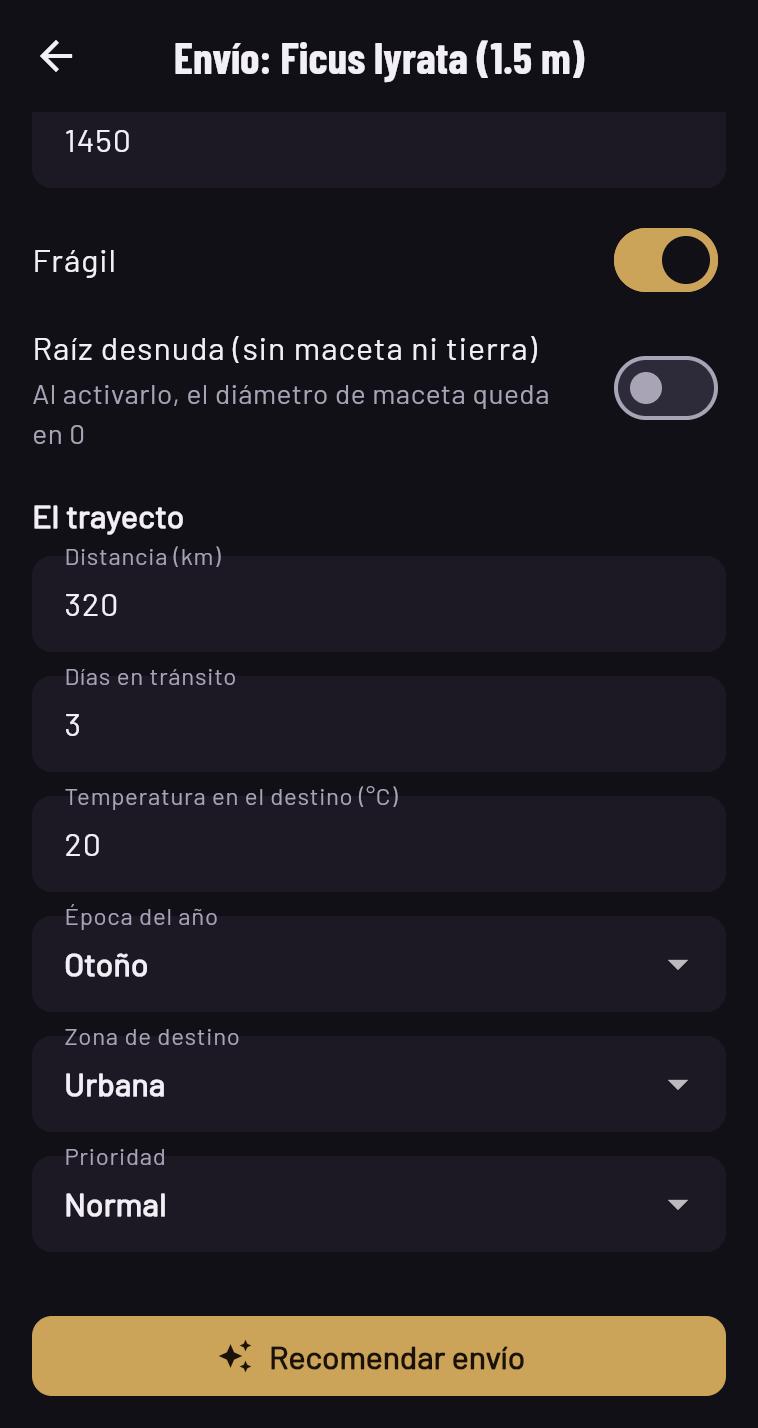 Envío: Ficus lyrata (1.5 m)
1450
Frágil
Raíz desnuda (sin maceta ni tierra)
Al activarlo, el diámetro de maceta queda
en 0
El trayecto
Distancia (km)
320
Días en tránsito
3
Temperatura en el destino (°C)
20
Época del año
Otoño
Zona de destino
Urbana
Prioridad
Normal
Recomendar envío